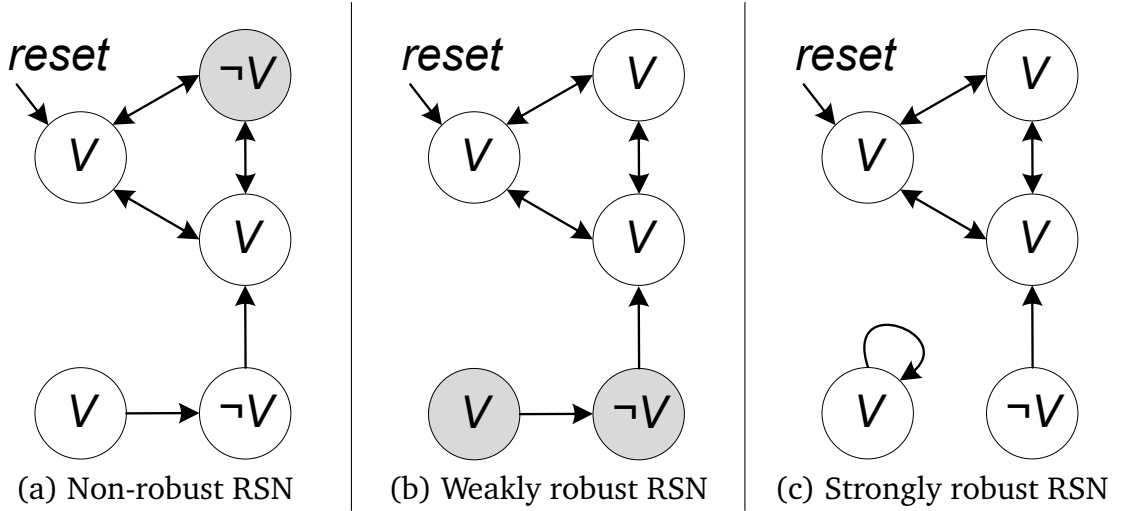 reset
¬V
V
V
V
¬V
(a) Non-robust RSN
reset
V
V
V
V
¬V
(b) Weakly robust RSN
reset
V
V
V
V
¬V
(c) Strongly robust RSN